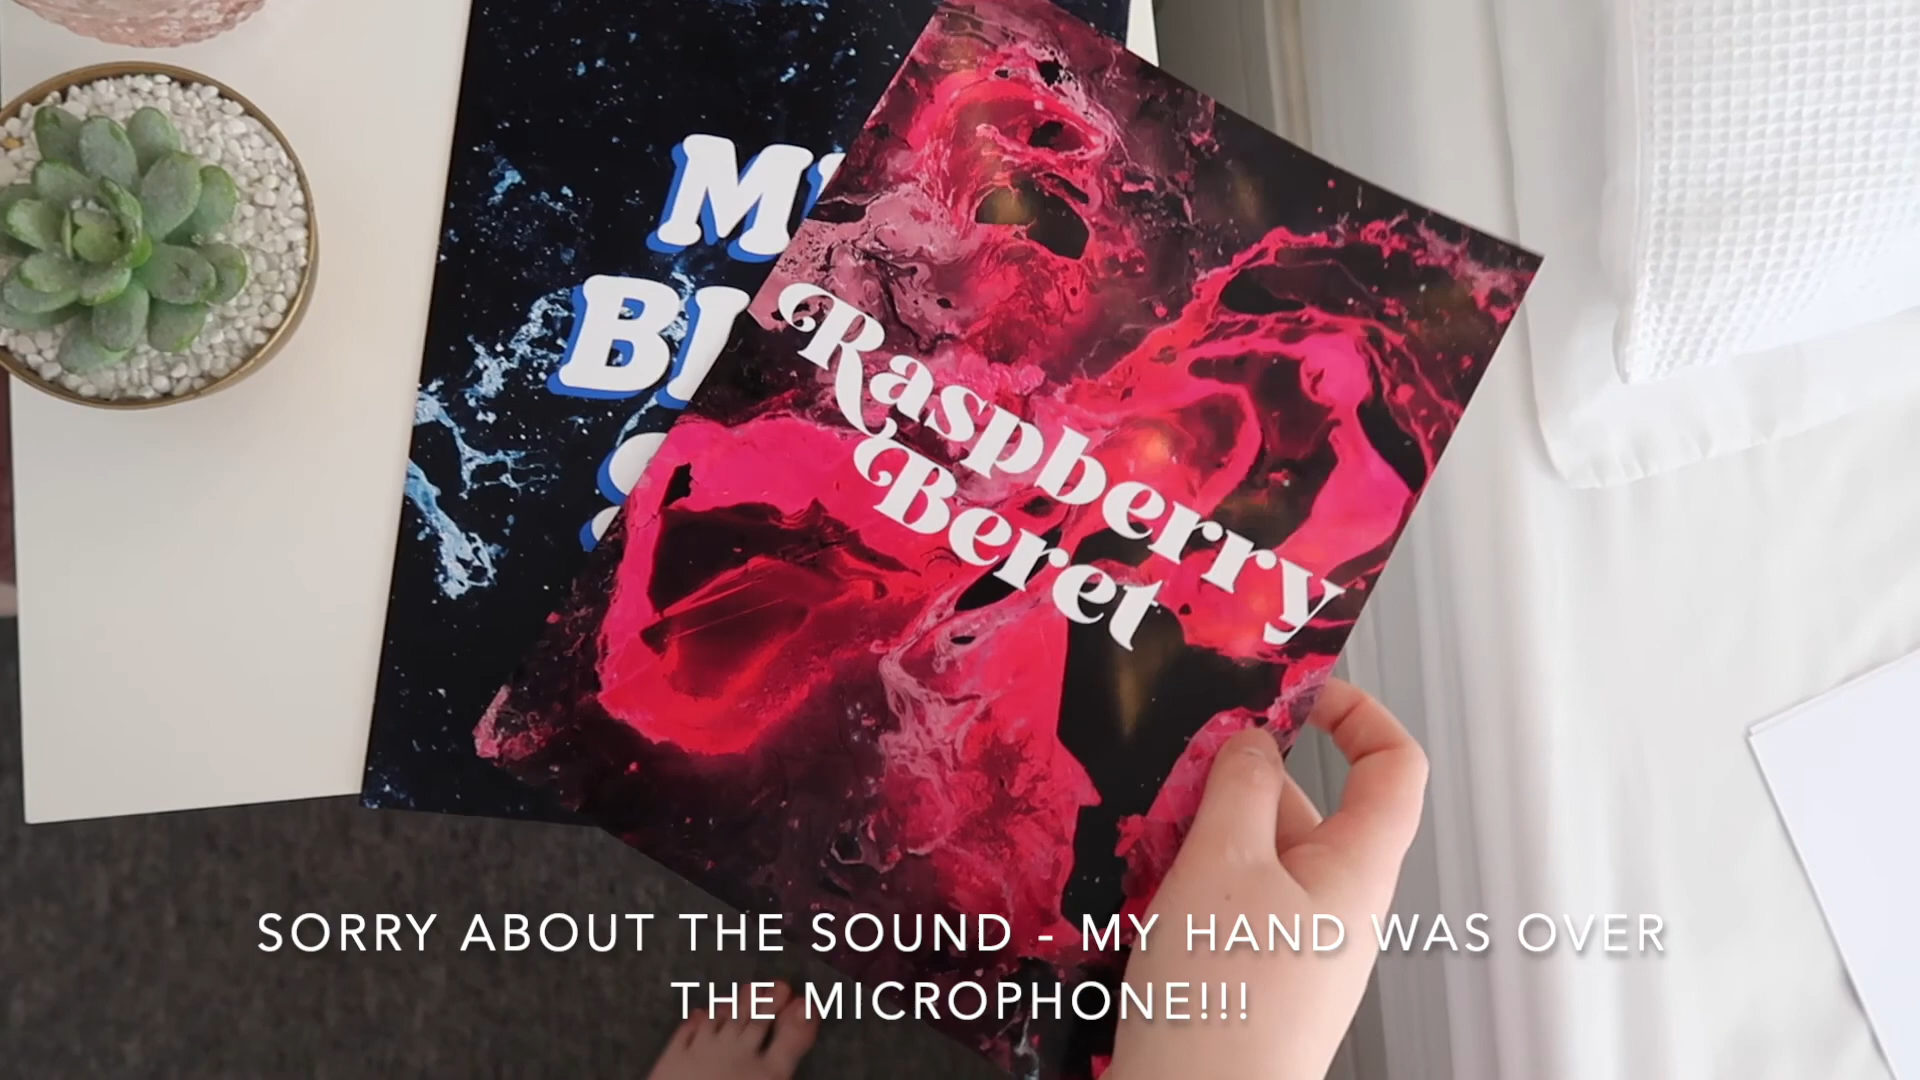 Raspberry
Beret
SORRY ABOUT THE SOUND - MY HAND WAS OVER
THE MICROPHONE!!!